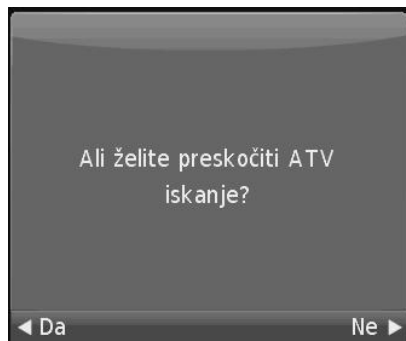 Ali želite preskočiti ATV
iskanje?
◀ Da Ne ▶